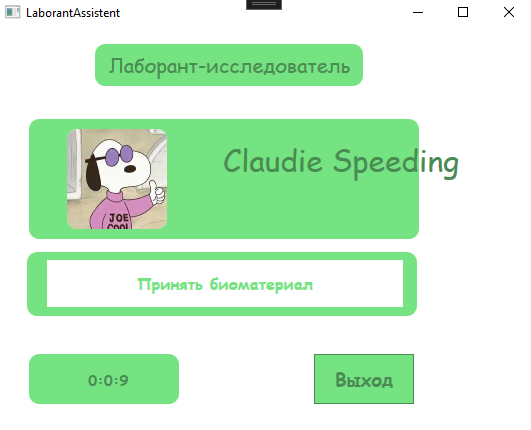 LaborantAssistent
Лаборант-исследователь
Claudie Speeding
JOE
COOL
Принять биоматериал
0:0:9
Выход